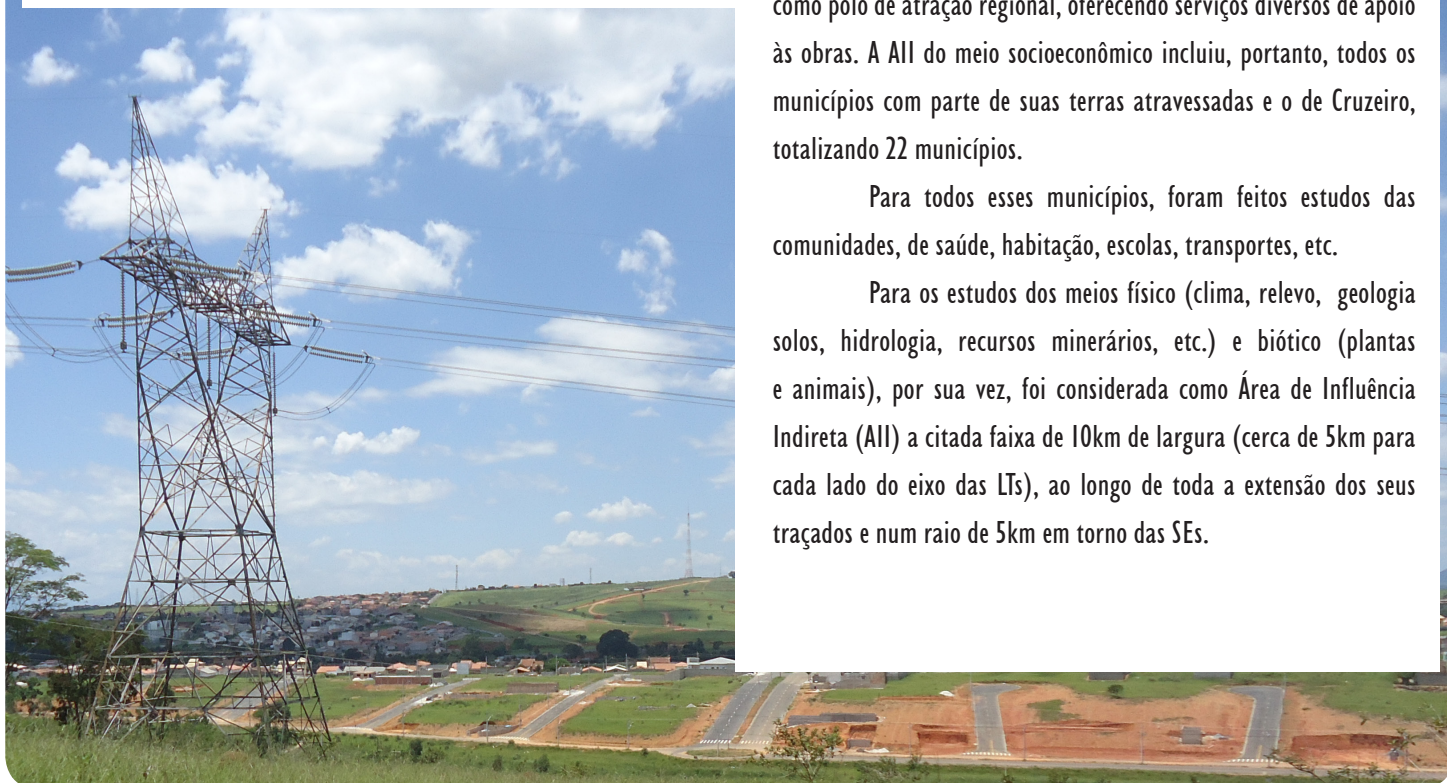 como polo de atração regional, oferecendo serviços diversos de apoio
às obras. A AII do meio socioeconômico incluiu, portanto, todos os
municípios com parte de suas terras atravessadas e o de Cruzeiro,
totalizando 22 municípios.
Para todos esses municípios, foram feitos estudos das
comunidades, de saúde, habitação, escolas, transportes, etc.
Para os estudos dos meios físico (clima, relevo, geologia
solos, hidrologia, recursos minerários, etc.) e biótico (plantas
e animais), por sua vez, foi considerada como Área de Influência
Indireta (AII) a citada faixa de 10km de largura (cerca de 5km para
cada lado do eixo das LTs), ao longo de toda a extensão dos seus
traçados e num raio de 5km em torno das SEs.